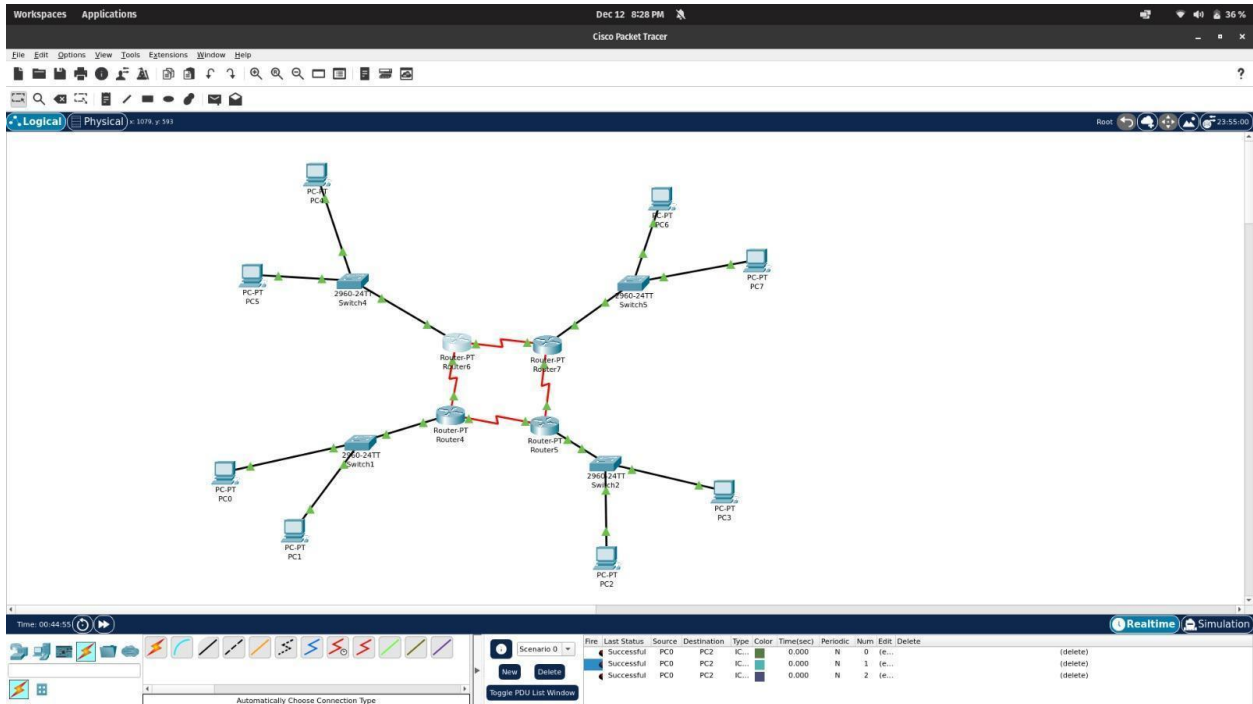 Workspaces Applications Dec 12 8:28 PM 36 %
Cisco Packet Tracer
File Edit Options View Tools Extensions Window Help
?
Logical Physical x: 1079, y: 593 Root 23:55:00
PC-PT
PC4
PC-PT
PC6
PC-PT
PC5
2960-24TT
Switch4
PC-PT
PC7
2960-24TT
Switch5
Router-PT
Router6
Router-PT
Router7
Router-PT
Router4
Router-PT
Router5
2960-24TT
Switch1
2960-24TT
Switch2
PC-PT
PC0
PC-PT
PC3
PC-PT
PC1
PC-PT
PC2
Time: 00:44:55 Realtime Simulation
Scenario 0
New Delete
Toggle PDU List Window
Automatically Choose Connection Type
Fire Last Status Source Destination Type Color Time(sec) Periodic Num Edit Delete
Successful PC0 PC2 IC... 0.000 N 0 (e... (delete)
Successful PC0 PC2 IC... 0.000 N 1 (e... (delete)
Successful PC0 PC2 IC... 0.000 N 2 (e... (delete)